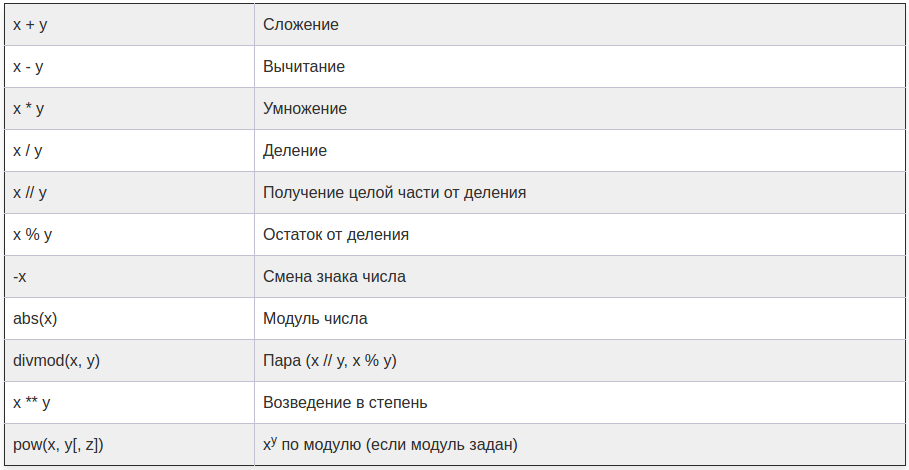 x + y Сложение
x - y Вычитание
x * y Умножение
x / y Деление
x // y Получение целой части от деления
x % y Остаток от деления
-x Смена знака числа
abs(x) Модуль числа
divmod(x, y) Пара (x // y, x % y)
x ** y Возведение в степень
pow(x, y[, z]) xʸ по модулю (если модуль задан)